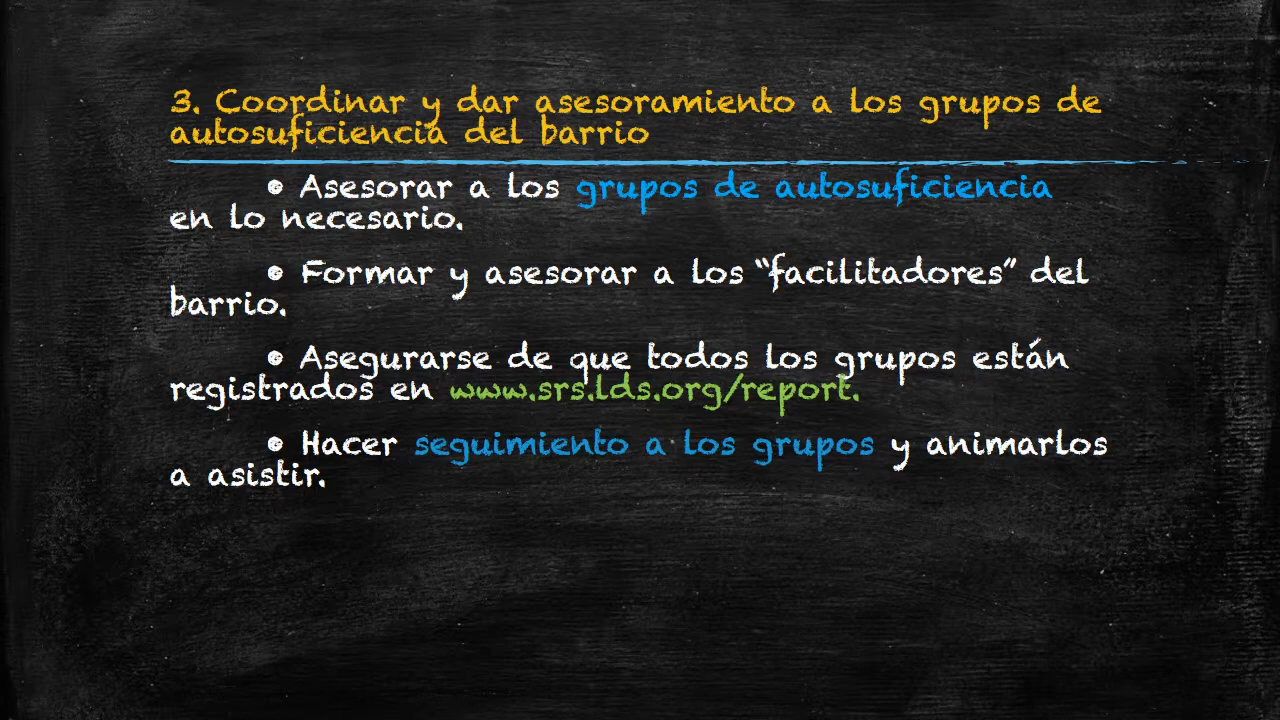 3. Coordinar y dar asesoramiento a los grupos de
autosuficiencia del barrio
• Asesorar a los grupos de autosuficiencia
en lo necesario.
• Formar y asesorar a los “facilitadores” del
barrio.
• Asegurarse de que todos los grupos están
registrados en www.srs.lds.org/report.
• Hacer seguimiento a los grupos y animarlos
a asistir.